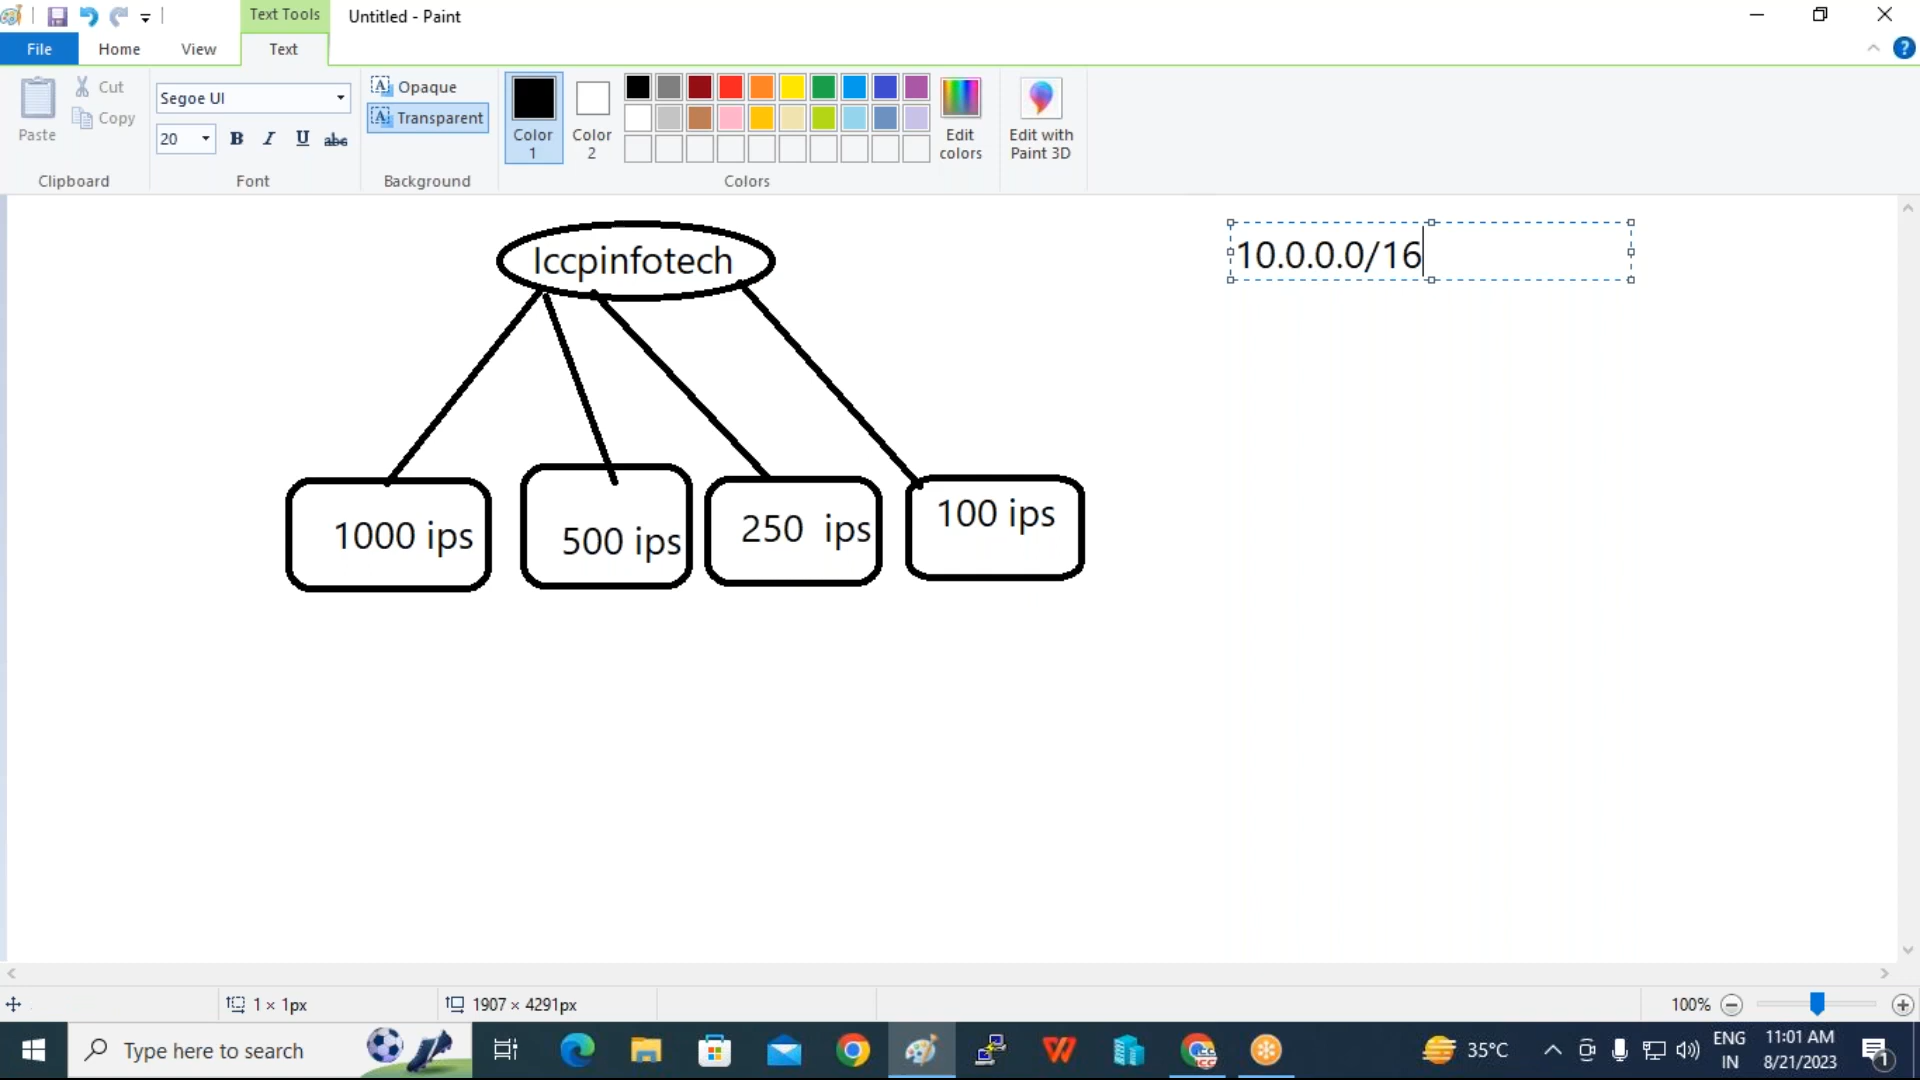 Text Tools
Untitled - Paint
File
Home
View
Text
Paste
Cut
Copy
Clipboard
Segoe UI
20
B
I
U
abc
Font
A Opaque
A Transparent
Background
Color
1
Color
2
Edit
colors
Colors
Edit with
Paint 3D
Iccpinfotech
10.0.0.0/16
1000 ips
500 ips
250 ips
100 ips
1 × 1px
1907 × 4291px
100%
Type here to search
35°C
ENG
IN
11:01 AM
8/21/2023
1